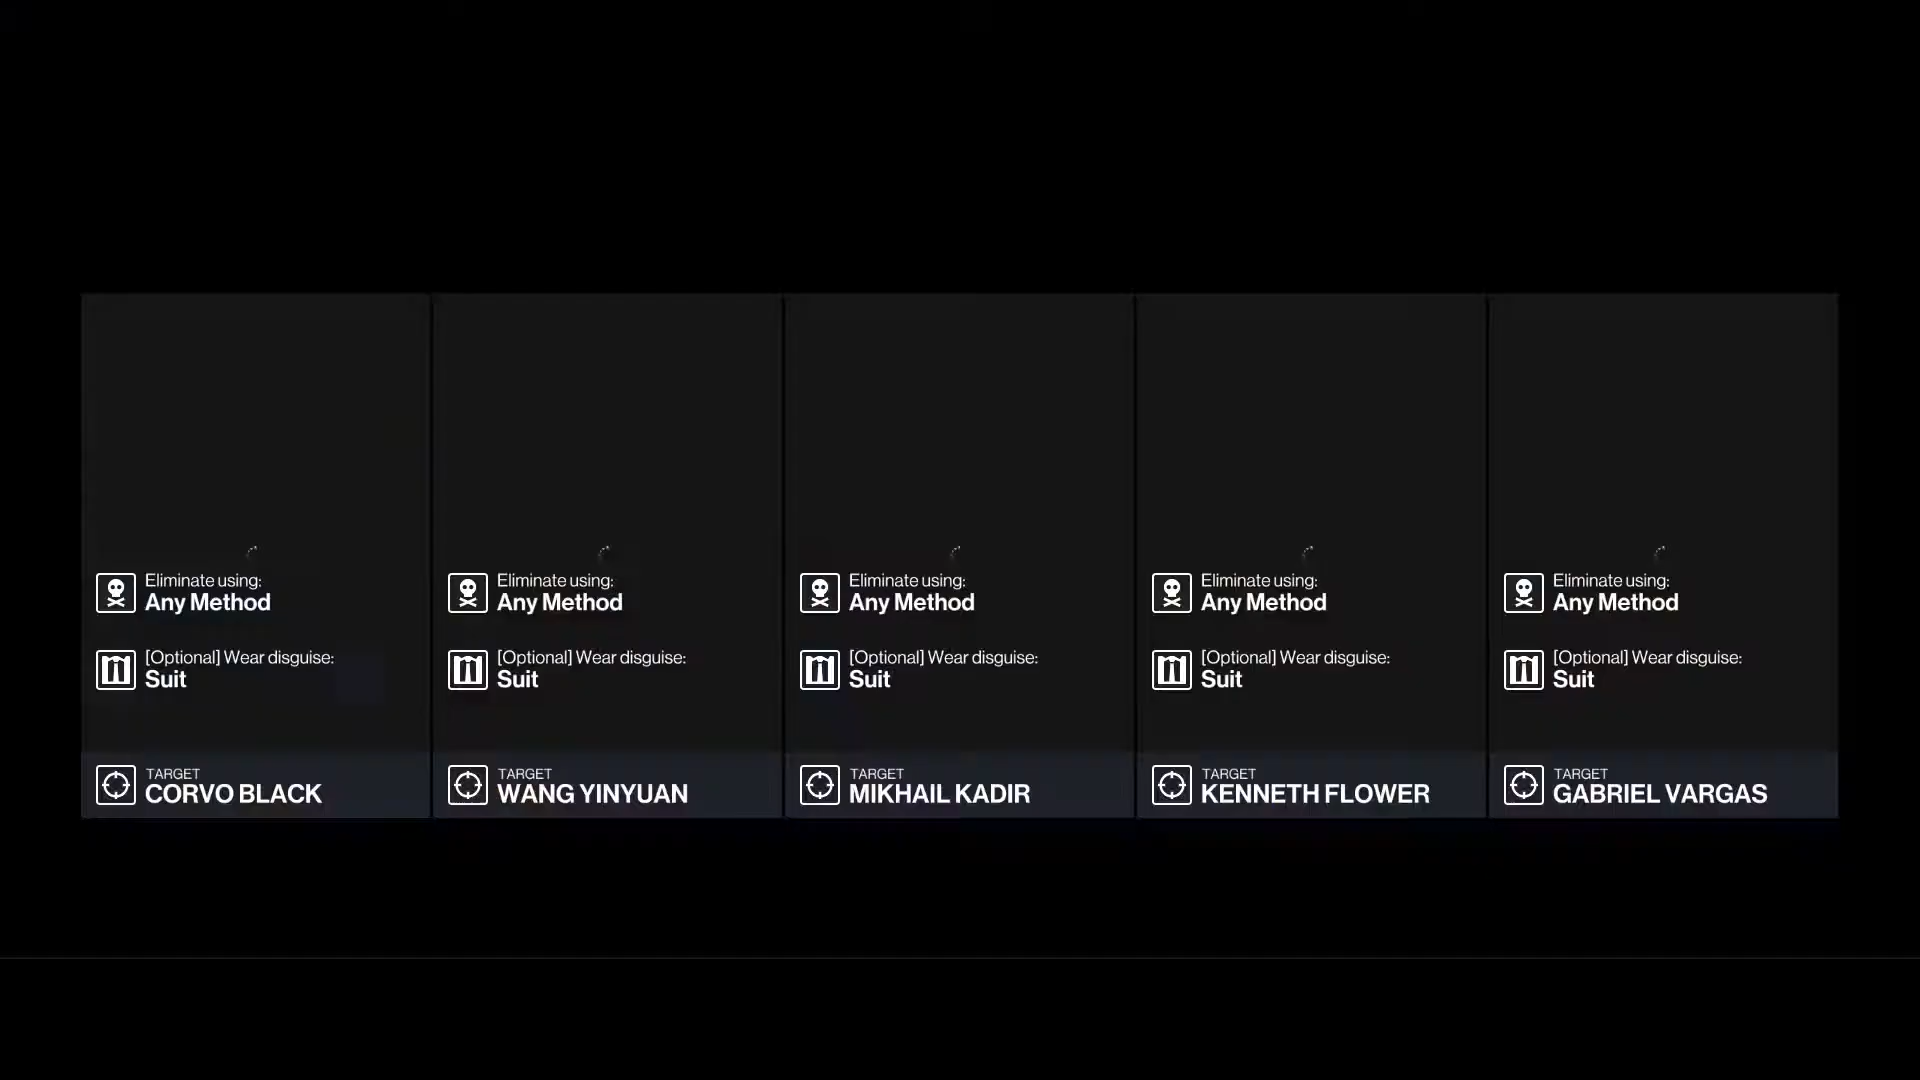 Eliminate using:
Any Method
[Optional] Wear disguise:
Suit
TARGET
CORVO BLACK
Eliminate using:
Any Method
[Optional] Wear disguise:
Suit
TARGET
WANG YINYUAN
Eliminate using:
Any Method
[Optional] Wear disguise:
Suit
TARGET
MIKHAIL KADIR
Eliminate using:
Any Method
[Optional] Wear disguise:
Suit
TARGET
KENNETH FLOWER
Eliminate using:
Any Method
[Optional] Wear disguise:
Suit
TARGET
GABRIEL VARGAS